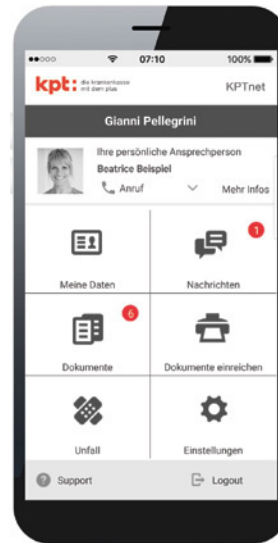 07:10
100%
kpt: die krankenkasse
mit dem plus
KPTnet
Gianni Pellegrini
Ihre persönliche Ansprechperson
Beatrice Beispiel
Anruf
Mehr Infos
1
Meine Daten
Nachrichten
6
Dokumente
Dokumente einreichen
Unfall
Einstellungen
? Support
Logout